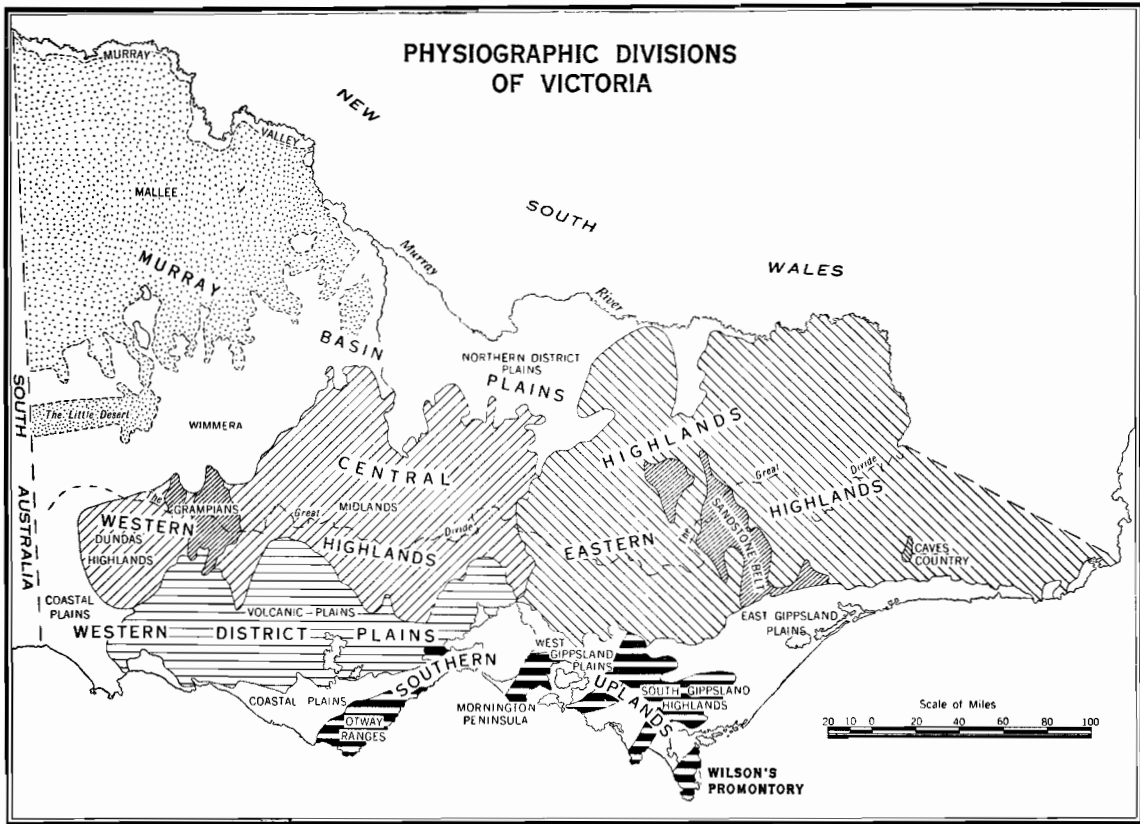 PHYSIOGRAPHIC DIVISIONS
OF VICTORIA
MURRAY
VALLEY
NEW
SOUTH
WALES
MALLEE
MURRAY
BASIN
PLAINS
Murray
River
NORTHERN DISTRICT
PLAINS
SOUTH
AUSTRALIA
The Little Desert
WIMMERA
CENTRAL
HIGHLANDS
WESTERN
DUNDAS
HIGHLANDS
The
GRAMPIANS
Great
MIDLANDS
Divide
HIGHLANDS
EASTERN
HIGHLANDS
The
Great
Divide
SANDSTONE BELT
CAVES
COUNTRY
COASTAL
PLAINS
VOLCANIC PLAINS
WESTERN DISTRICT PLAINS
COASTAL PLAINS
OTWAY
RANGES
SOUTHERN
UPLANDS
WEST
GIPPSLAND
PLAINS
MORNINGTON
PENINSULA
SOUTH GIPPSLAND
HIGHLANDS
EAST GIPPSLAND
PLAINS
WILSON'S
PROMONTORY
Scale of Miles
20 10 0 20 40 60 80 100